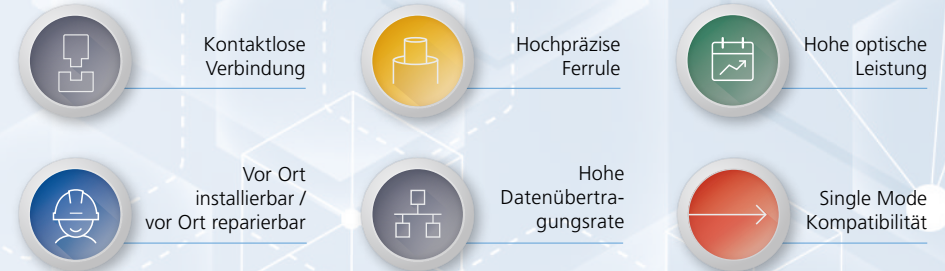 Kontaktlose
Verbindung
Hochpräzise
Ferrule
Hohe optische
Leistung
Vor Ort
installierbar /
vor Ort reparierbar
Hohe
Datenübertra-
gungsrate
Single Mode
Kompatibilität